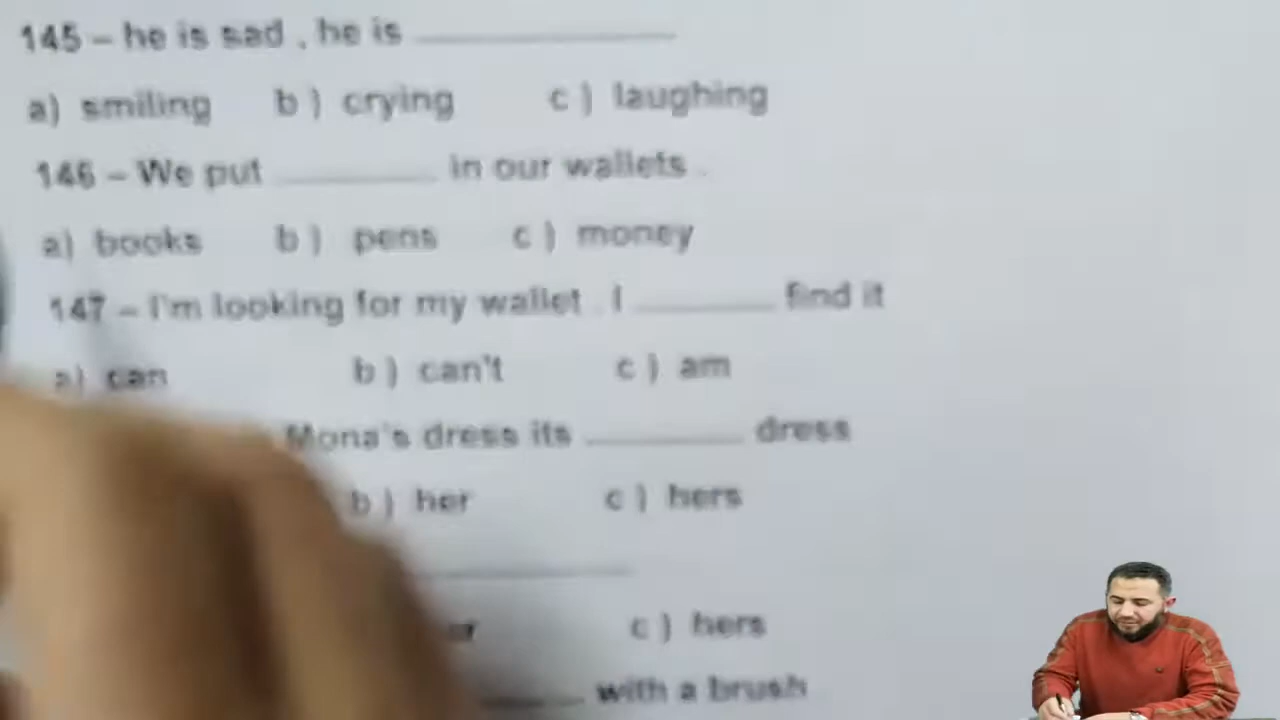 145 – he is sad , he is ____________
a) smiling b ) crying c ) laughing
146 – We put ________ in our wallets .
a) books b ) pens c ) money
147 – I'm looking for my wallet . I _______ find it
a) can b ) can't c ) am
Mona's dress its ________ dress
b ) her c ) hers
c ) hers
with a brush